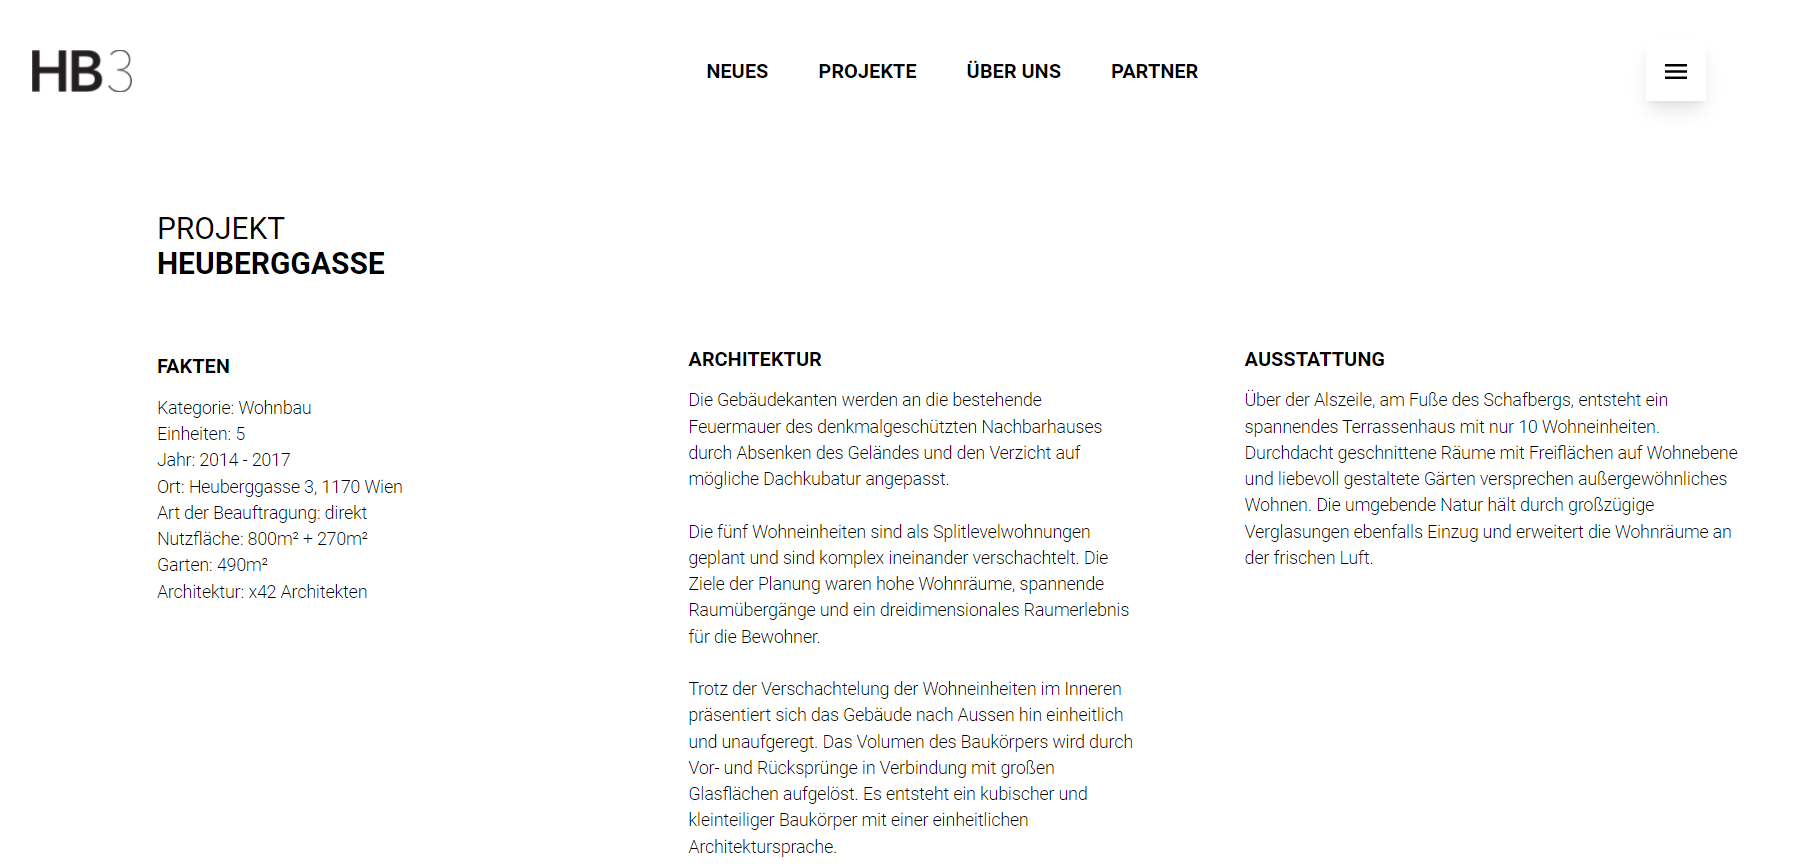 HB3
NEUES PROJEKTE ÜBER UNS PARTNER
PROJEKT
HEUBERGGASSE
FAKTEN
Kategorie: Wohnbau
Einheiten: 5
Jahr: 2014 - 2017
Ort: Heuberggasse 3, 1170 Wien
Art der Beauftragung: direkt
Nutzfläche: 800m² + 270m²
Garten: 490m²
Architektur: x42 Architekten
ARCHITEKTUR
Die Gebäudekanten werden an die bestehende
Feuermauer des denkmalgeschützten Nachbarhauses
durch Absenken des Geländes und den Verzicht auf
mögliche Dachkubatur angepasst.
Die fünf Wohneinheiten sind als Splitlevelwohnungen
geplant und sind komplex ineinander verschachtelt. Die
Ziele der Planung waren hohe Wohnräume, spannende
Raumübergänge und ein dreidimensionales Raumerlebnis
für die Bewohner.
Trotz der Verschachtelung der Wohneinheiten im Inneren
präsentiert sich das Gebäude nach Aussen hin einheitlich
und unaufgeregt. Das Volumen des Baukörpers wird durch
Vor- und Rücksprünge in Verbindung mit großen
Glasflächen aufgelöst. Es entsteht ein kubischer und
kleinteiliger Baukörper mit einer einheitlichen
Architektursprache.
AUSSTATTUNG
Über der Alszeile, am Fuße des Schafbergs, entsteht ein
spannendes Terrassenhaus mit nur 10 Wohneinheiten.
Durchdacht geschnittene Räume mit Freiflächen auf Wohnebene
und liebevoll gestaltete Gärten versprechen außergewöhnliches
Wohnen. Die umgebende Natur hält durch großzügige
Verglasungen ebenfalls Einzug und erweitert die Wohnräume an
der frischen Luft.